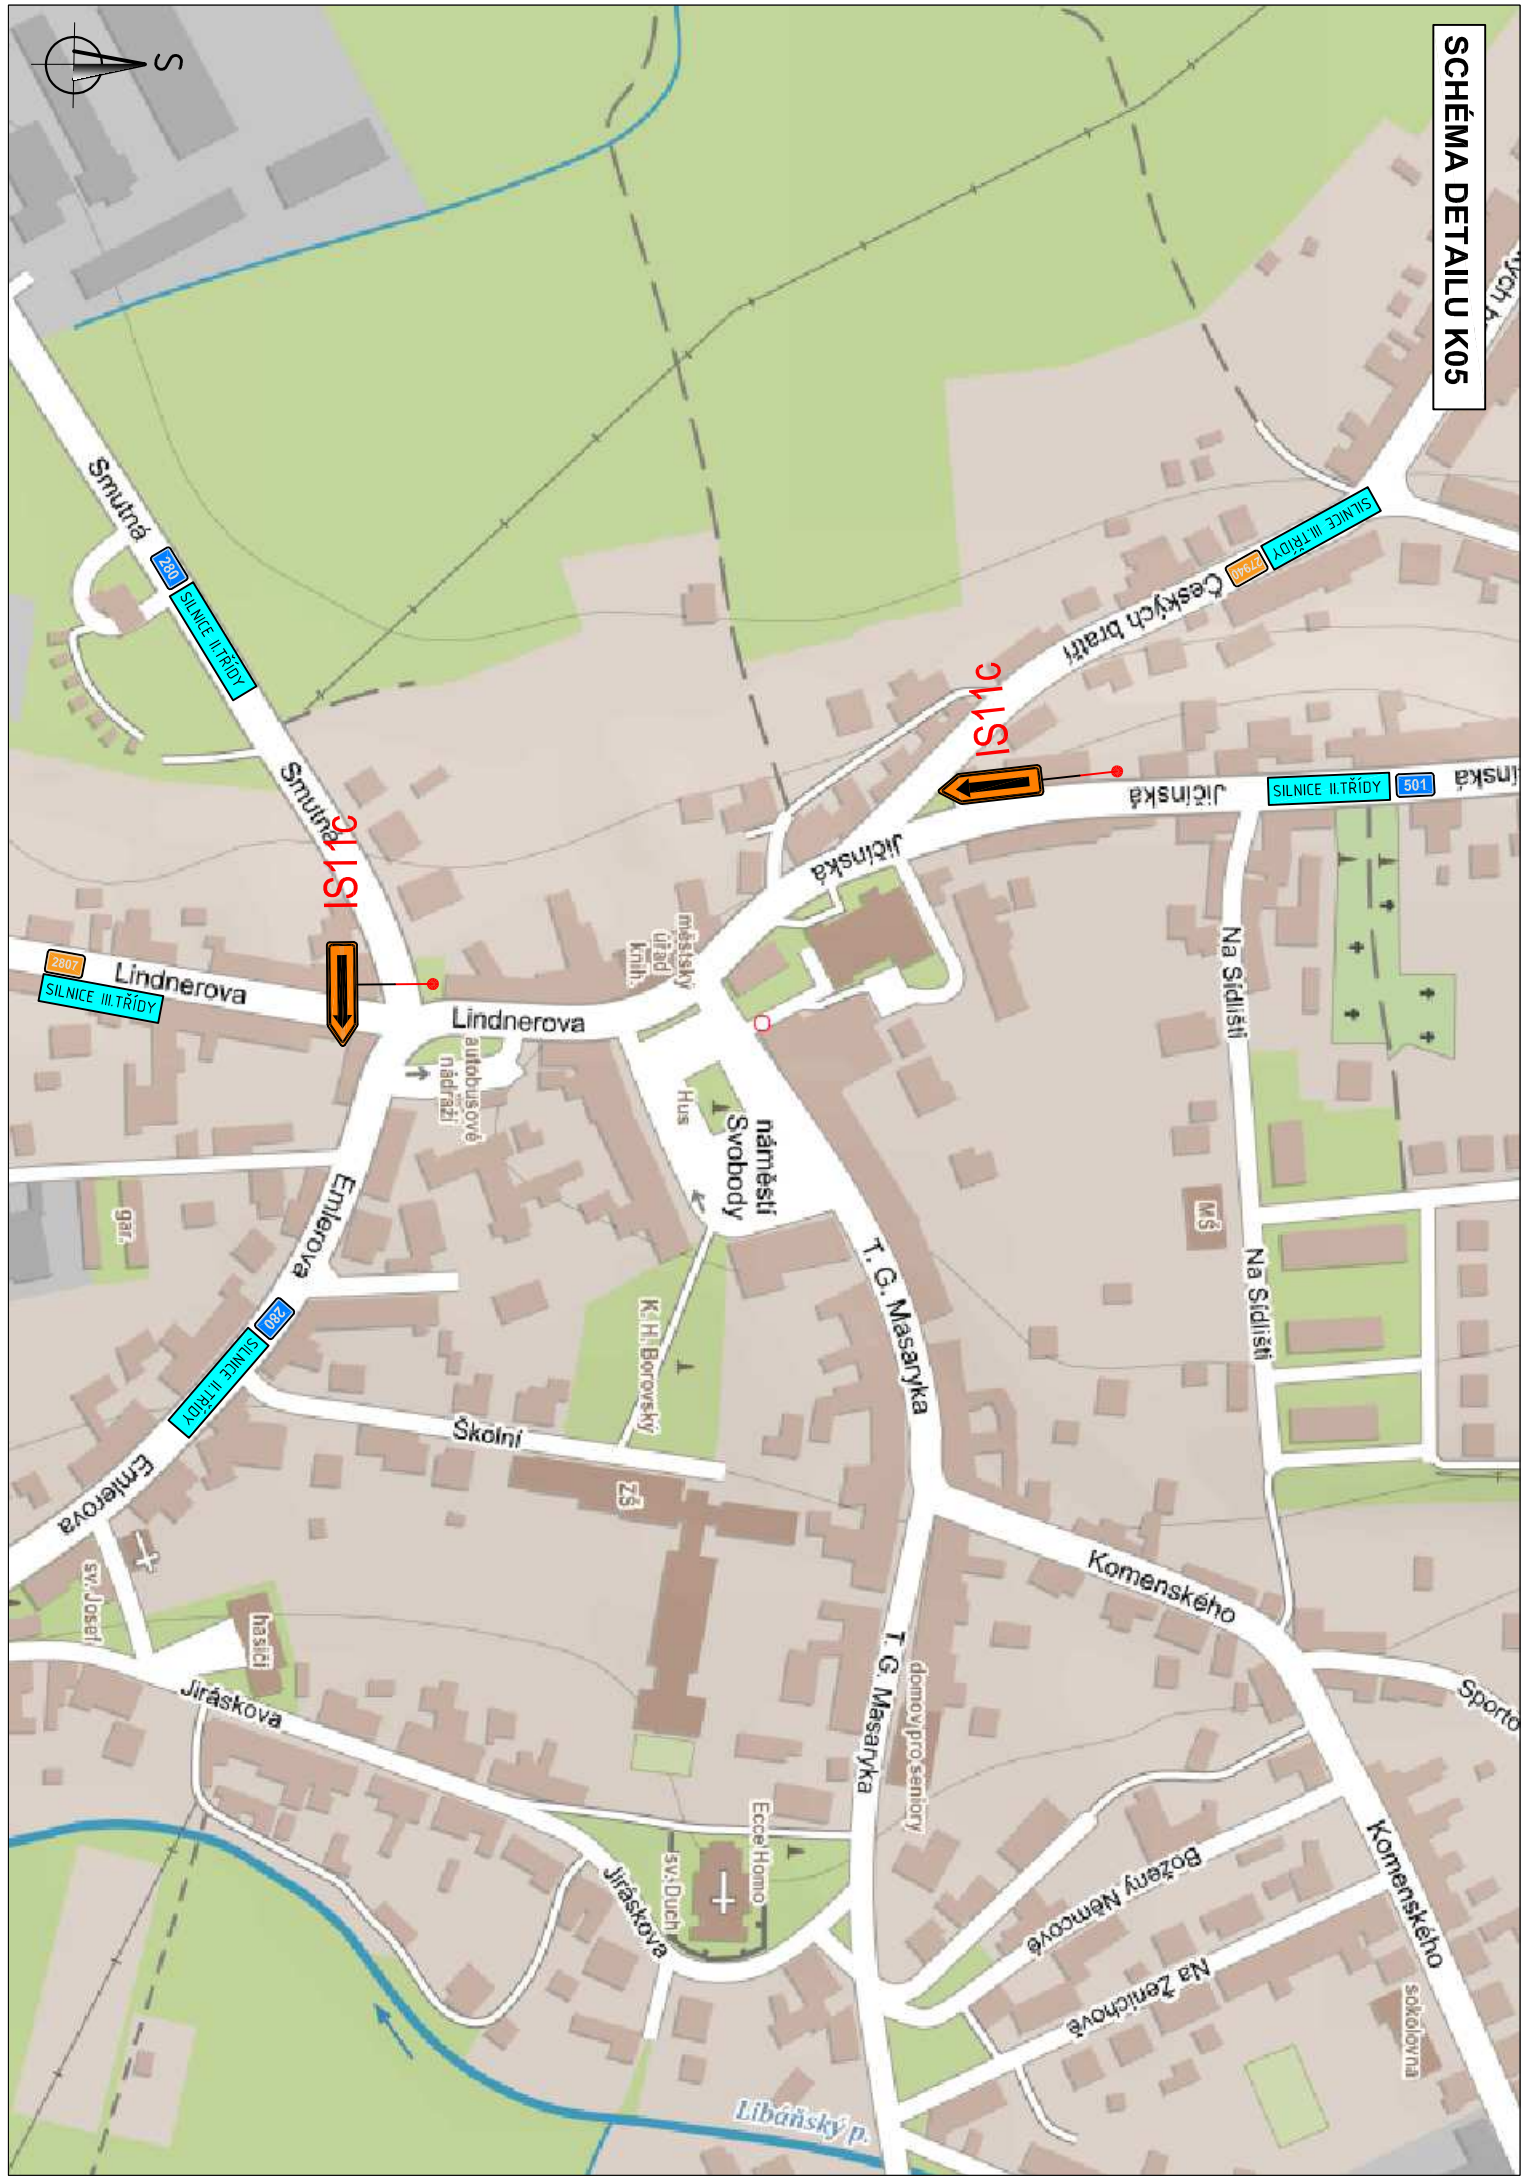 SCHÉMA DETAILU K05
S
Českých bratří
27940
SILNICE III.TŘÍDY
IS11c
Jičínská
SILNICE II.TŘÍDY
501
Jičínská
Na Sídlišti
Na Sídlišti
MŠ
Smutná
280
SILNICE II.TŘÍDY
Smutná
IS11c
2807
SILNICE III.TŘÍDY
Lindnerova
Lindnerova
městský
úřad
knih.
autobusové
nádraží
Hus
náměstí
Svobody
T. G. Masaryka
K. H. Borovský
Emlerova
280
SILNICE II.TŘÍDY
gar.
Školní
ZŠ
Emlerova
sv. Josef
hasiči
Jiráskova
Komenského
Sporto
T. G. Masaryka
domov pro seniory
Ecce Homo
sv. Duch
Jiráskova
Boženy Němcové
Na Ženichově
Komenského
sokolovna
Libáňský p.